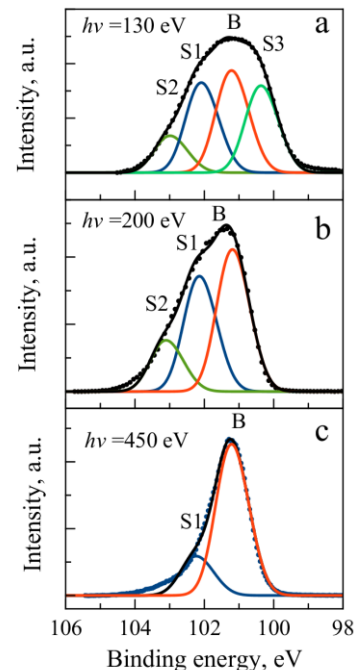 hν =130 eV
a
B
S1
S3
S2
Intensity, a.u.
hν =200 eV
b
B
S1
S2
Intensity, a.u.
hν =450 eV
c
B
S1
Intensity, a.u.
106 104 102 100 98
Binding energy, eV